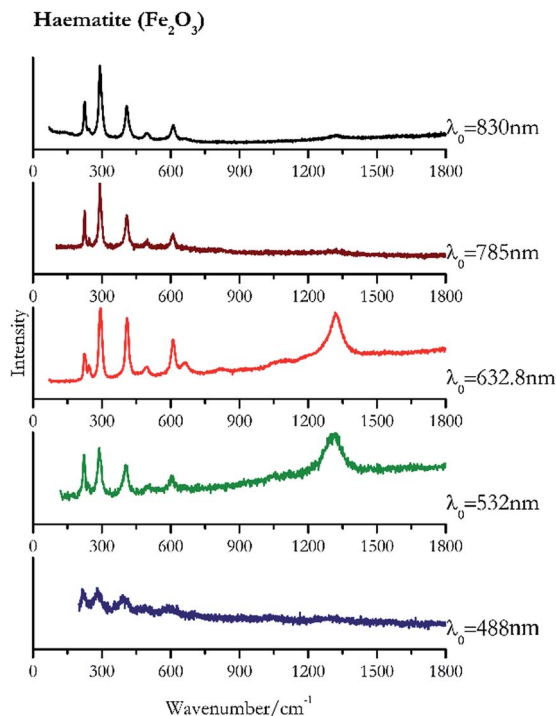 Haematite (Fe₂O₃)
λ₀=830nm
0 300 600 900 1200 1500 1800
λ₀=785nm
0 300 600 900 1200 1500 1800
Intensity
λ₀=632.8nm
0 300 600 900 1200 1500 1800
λ₀=532nm
0 300 600 900 1200 1500 1800
λ₀=488nm
0 300 600 900 1200 1500 1800
Wavenumber/cm⁻¹